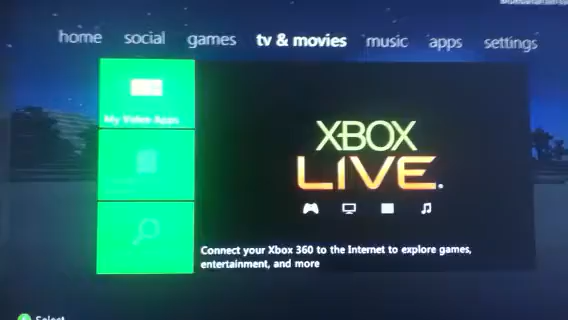 home social games tv & movies music apps settings
My Video Apps
XBOX
LIVE.
Connect your Xbox 360 to the Internet to explore games,
entertainment, and more
Select